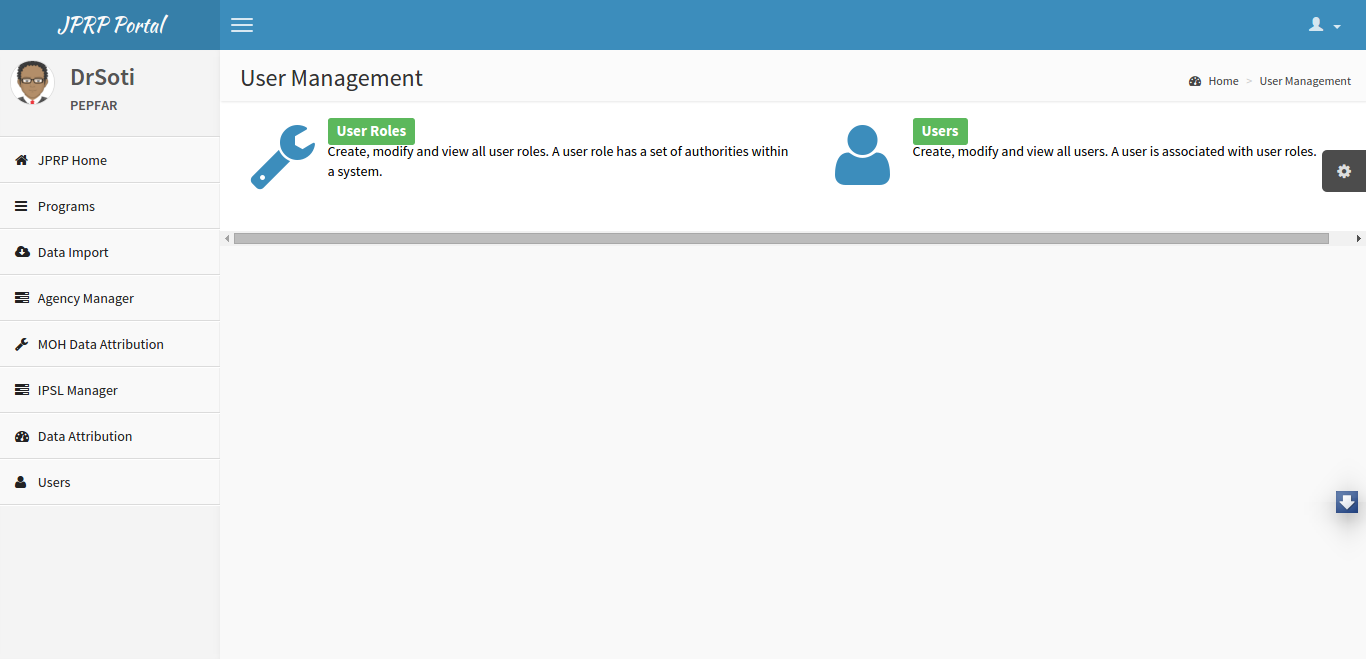 JPRP Portal
DrSoti
PEPFAR
JPRP Home
Programs
Data Import
Agency Manager
MOH Data Attribution
IPSL Manager
Data Attribution
Users
User Management
Home > User Management
User Roles
Create, modify and view all user roles. A user role has a set of authorities within
a system.
Users
Create, modify and view all users. A user is associated with user roles.